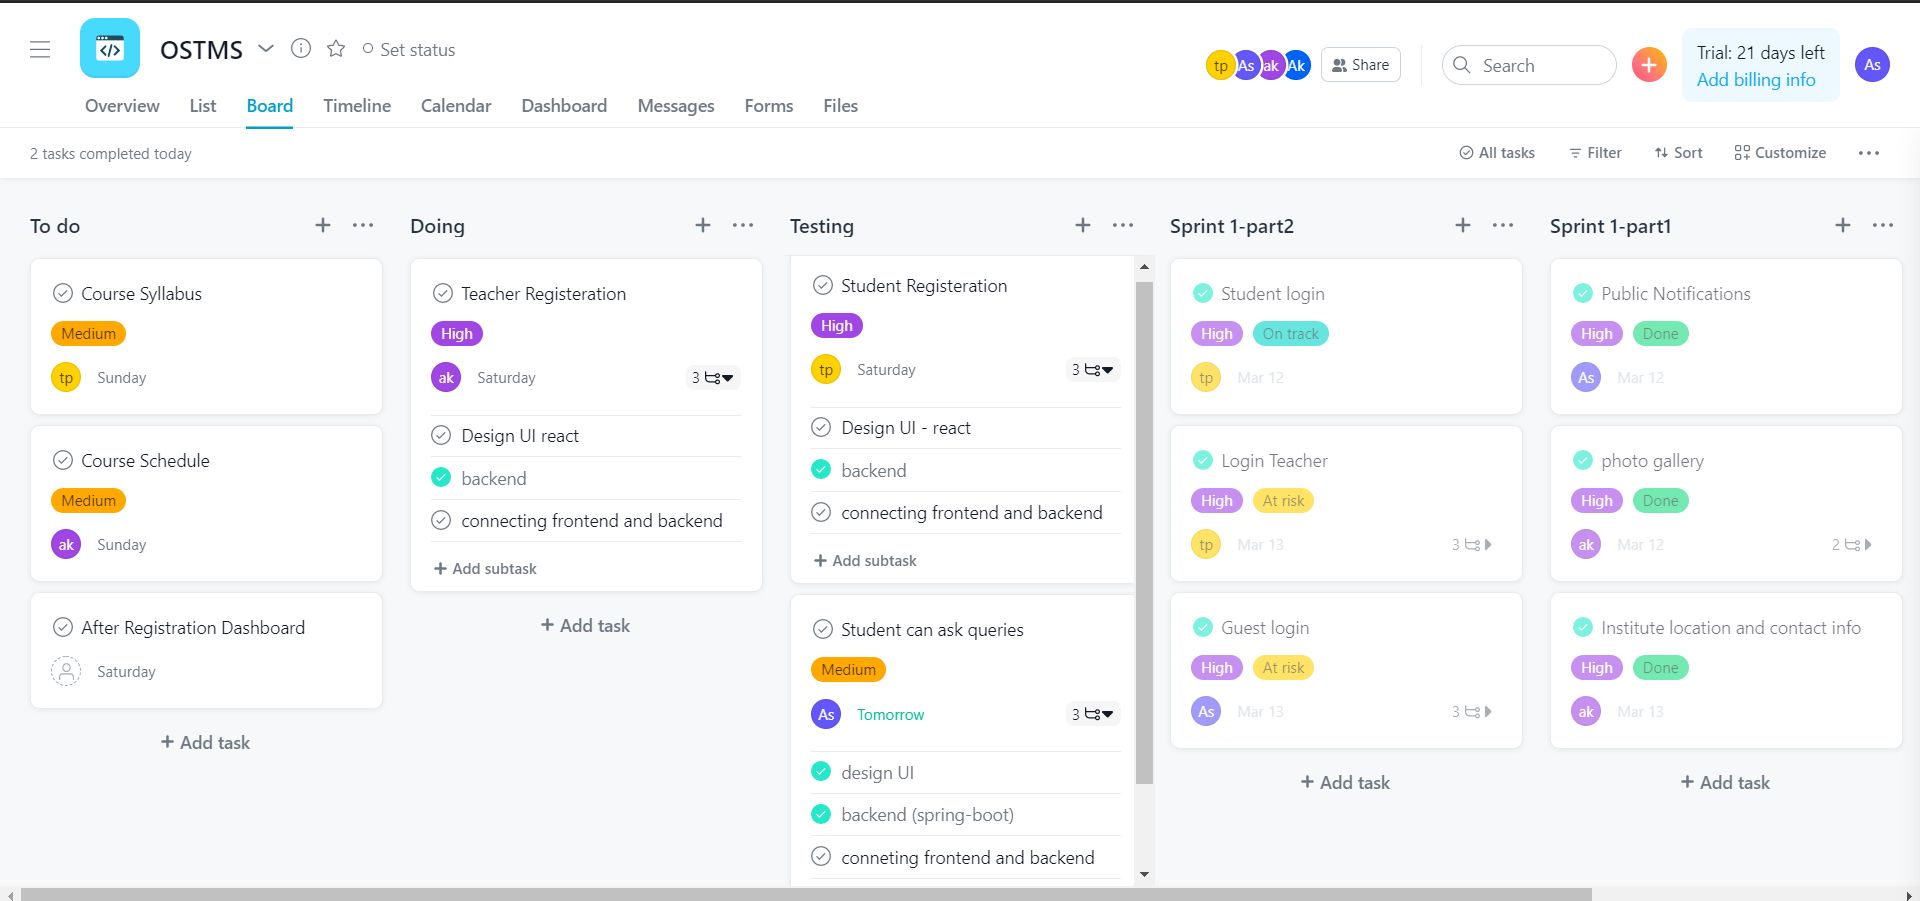 OSTMS
Set status
tp As ak Ak
Share
Search
Trial: 21 days left
Add billing info
As
Overview List Board Timeline Calendar Dashboard Messages Forms Files
2 tasks completed today
All tasks Filter Sort Customize
To do
Course Syllabus
Medium
tp Sunday
Course Schedule
Medium
ak Sunday
After Registration Dashboard
Saturday
+ Add task
Doing
Teacher Registeration
High
ak Saturday 3
Design UI react
backend
connecting frontend and backend
+ Add subtask
+ Add task
Testing
Student Registeration
High
tp Saturday 3
Design UI - react
backend
connecting frontend and backend
+ Add subtask
Student can ask queries
Medium
As Tomorrow 3
design UI
backend (spring-boot)
conneting frontend and backend
Sprint 1-part2
Student login
High On track
tp Mar 12
Login Teacher
High At risk
tp Mar 13 3
Guest login
High At risk
As Mar 13 3
+ Add task
Sprint 1-part1
Public Notifications
High Done
As Mar 12
photo gallery
High Done
ak Mar 12 2
Institute location and contact info
High Done
ak Mar 13
+ Add task